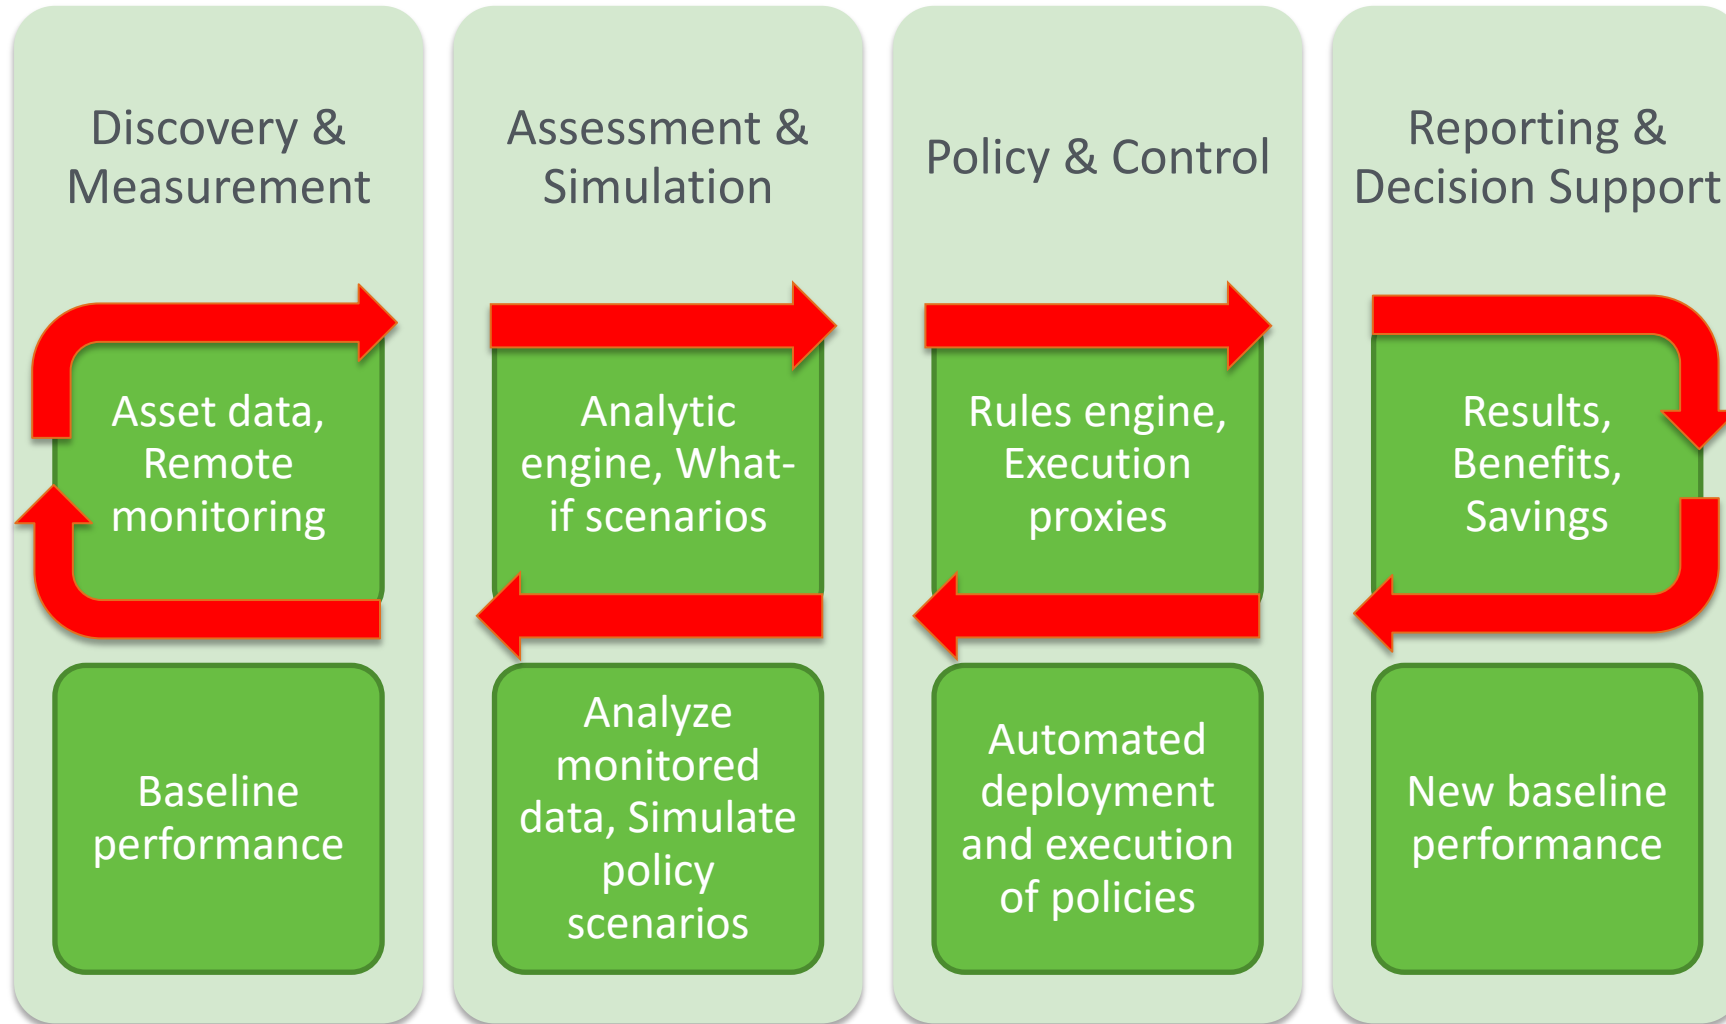 Discovery &
Measurement
Asset data,
Remote
monitoring
Baseline
performance
Assessment &
Simulation
Analytic
engine, What-
if scenarios
Analyze
monitored
data, Simulate
policy
scenarios
Policy & Control
Rules engine,
Execution
proxies
Automated
deployment
and execution
of policies
Reporting &
Decision Support
Results,
Benefits,
Savings
New baseline
performance